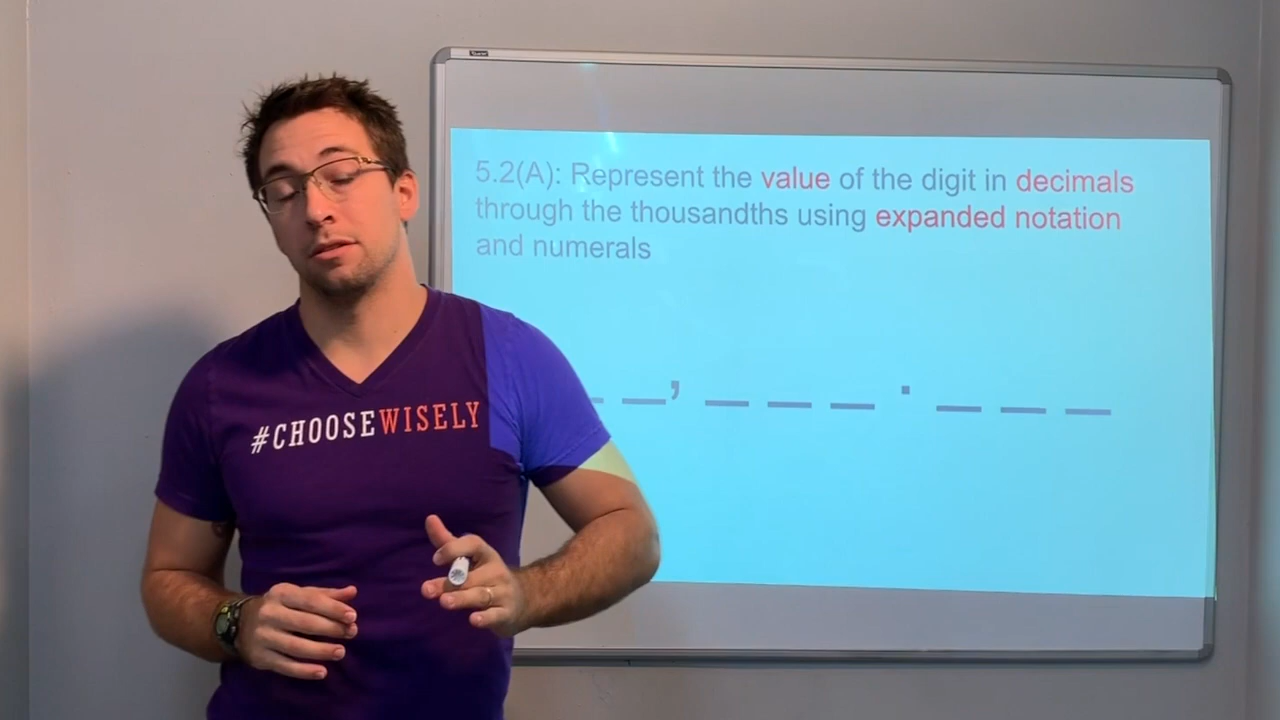 5.2(A): Represent the value of the digit in decimals
through the thousandths using expanded notation
and numerals
#CHOOSEWISELY